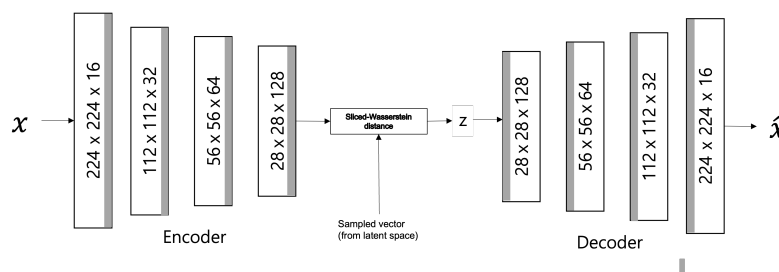 x
224 x 224 x 16
112 x 112 x 32
56 x 56 x 64
28 x 28 x 128
Encoder
Sliced-Wasserstein
distance
Sampled vector
(from latent space)
z
28 x 28 x 128
56 x 56 x 64
112 x 112 x 32
224 x 224 x 16
Decoder
x̂